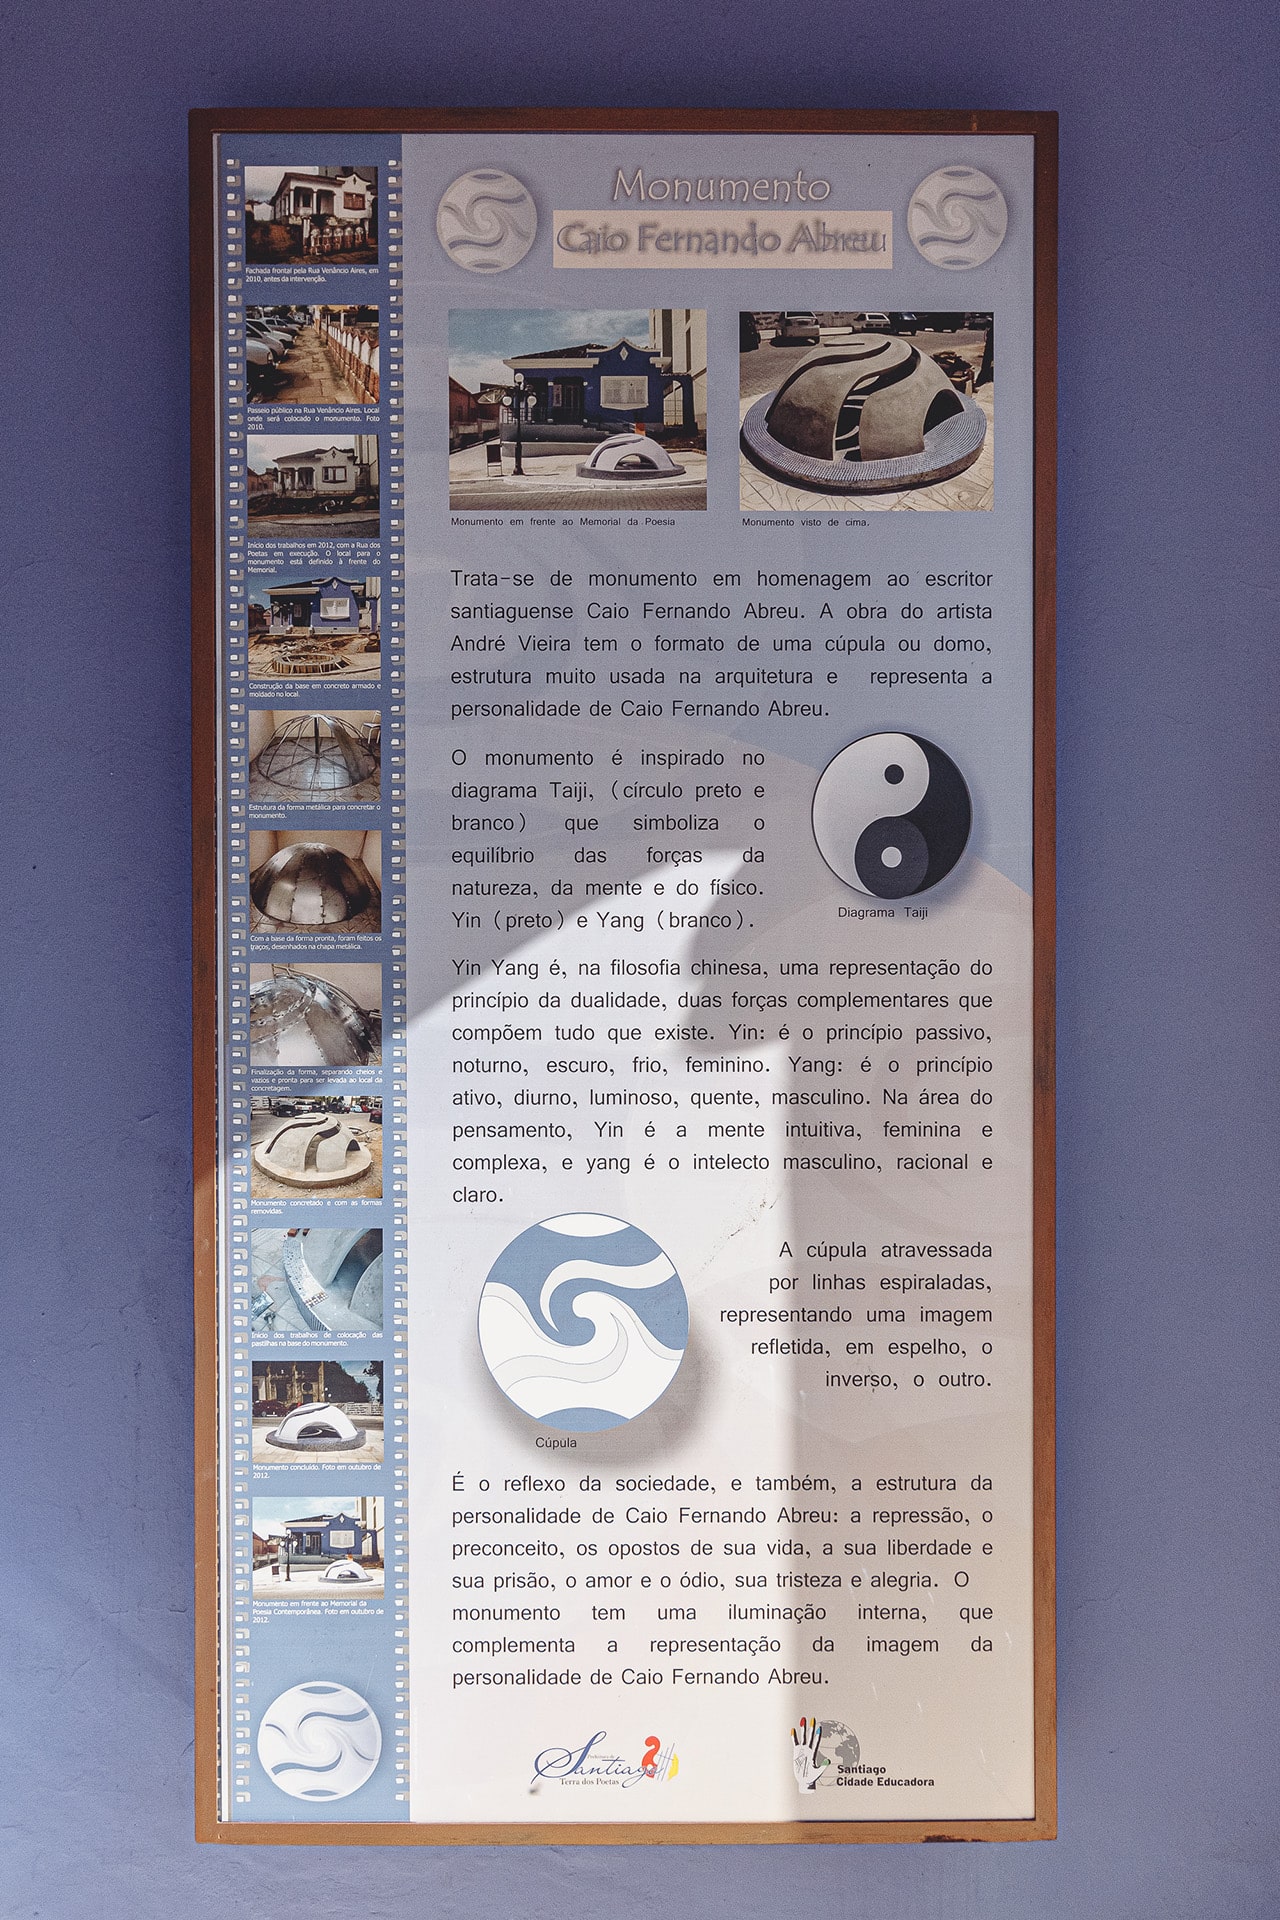 Monumento
Caio Fernando Abreu
Fachada frontal pela Rua Venâncio Aires, em
2010, antes da intervenção.
Passeio público na Rua Venâncio Aires. Local
onde será colocado o monumento. Foto
2010.
Início dos trabalhos em 2012, com a Rua dos
Poetas em execução. O local para o
monumento está definido à frente do
Memorial.
Construção da base em concreto armado e
moldado no local.
Estrutura da forma metálica para concretar o
monumento.
Com a base da forma pronta, foram feitos os
traços, desenhados na chapa metálica.
Finalização da forma, separando cheios e
vazios e pronta para ser levada ao local da
concretagem.
Monumento concretado e com as formas
removidas.
Início dos trabalhos de colocação das
pastilhas na base do monumento.
Monumento concluído. Foto em outubro de
2012.
Monumento em frente ao Memorial da
Poesia Contemporânea. Foto em outubro de
2012.
Monumento em frente ao Memorial da Poesia
Monumento visto de cima.
Trata-se de monumento em homenagem ao escritor
santiaguense Caio Fernando Abreu. A obra do artista
André Vieira tem o formato de uma cúpula ou domo,
estrutura muito usada na arquitetura e representa a
personalidade de Caio Fernando Abreu.
O monumento é inspirado no
diagrama Taiji, (círculo preto e
branco) que simboliza o
equilíbrio das forças da
natureza, da mente e do físico.
Yin (preto) e Yang (branco).
Diagrama Taiji
Yin Yang é, na filosofia chinesa, uma representação do
princípio da dualidade, duas forças complementares que
compõem tudo que existe. Yin: é o princípio passivo,
noturno, escuro, frio, feminino. Yang: é o princípio
ativo, diurno, luminoso, quente, masculino. Na área do
pensamento, Yin é a mente intuitiva, feminina e
complexa, e yang é o intelecto masculino, racional e
claro.
A cúpula atravessada
por linhas espiraladas,
representando uma imagem
refletida, em espelho, o
inverso, o outro.
Cúpula
É o reflexo da sociedade, e também, a estrutura da
personalidade de Caio Fernando Abreu: a repressão, o
preconceito, os opostos de sua vida, a sua liberdade e
sua prisão, o amor e o ódio, sua tristeza e alegria. O
monumento tem uma iluminação interna, que
complementa a representação da imagem da
personalidade de Caio Fernando Abreu.
Prefeitura de
Santiago
Terra dos Poetas
Santiago
Cidade Educadora